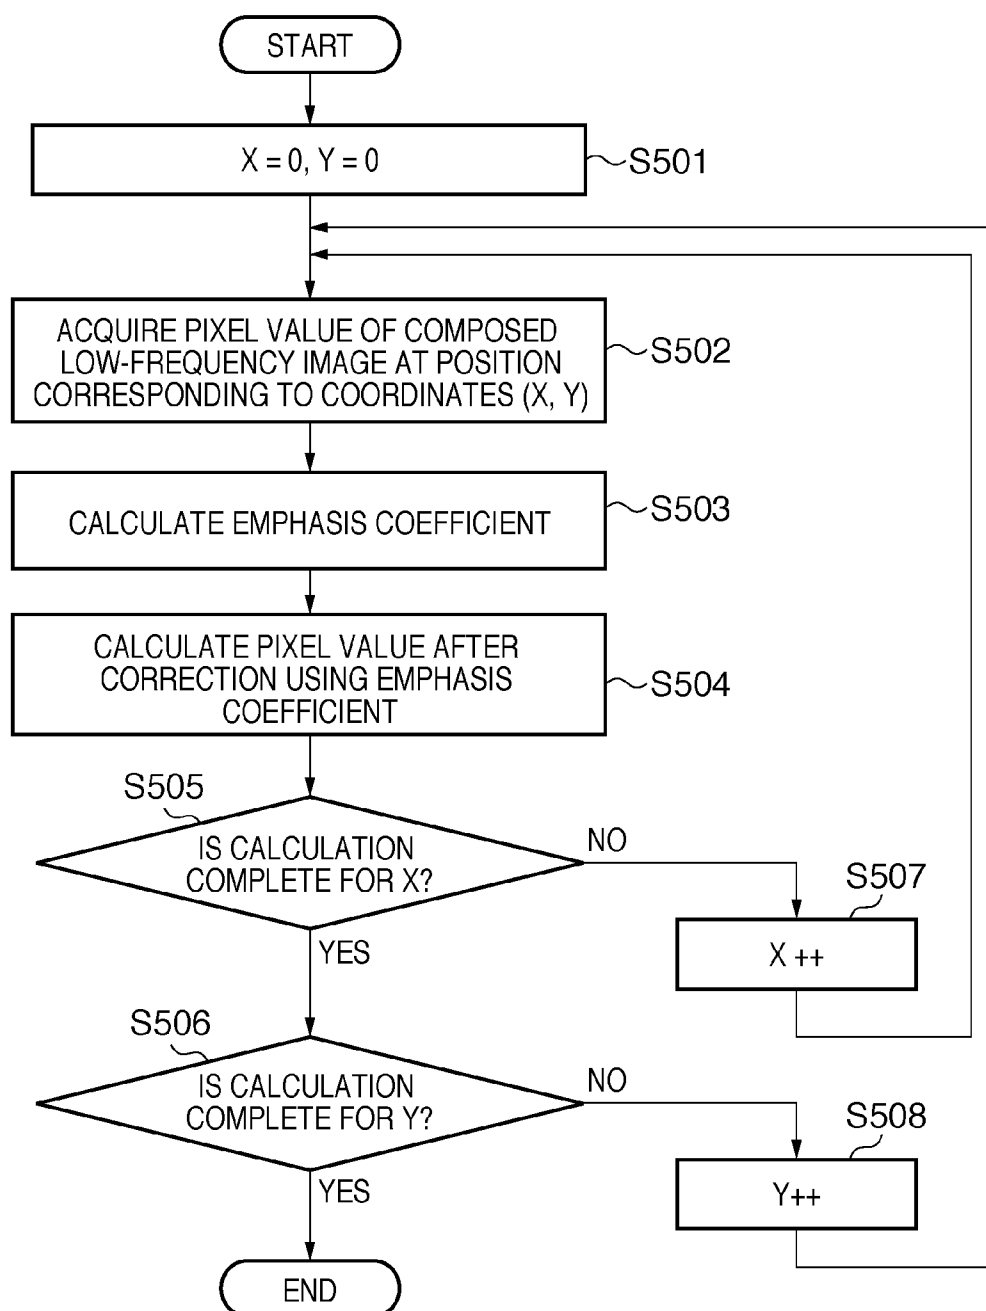 START
X = 0, Y = 0
S501
ACQUIRE PIXEL VALUE OF COMPOSED
LOW-FREQUENCY IMAGE AT POSITION
CORRESPONDING TO COORDINATES (X, Y)
S502
CALCULATE EMPHASIS COEFFICIENT
S503
CALCULATE PIXEL VALUE AFTER
CORRECTION USING EMPHASIS
COEFFICIENT
S504
S505
IS CALCULATION
COMPLETE FOR X?
NO
YES
S507
X ++
S506
IS CALCULATION
COMPLETE FOR Y?
NO
YES
S508
Y++
END